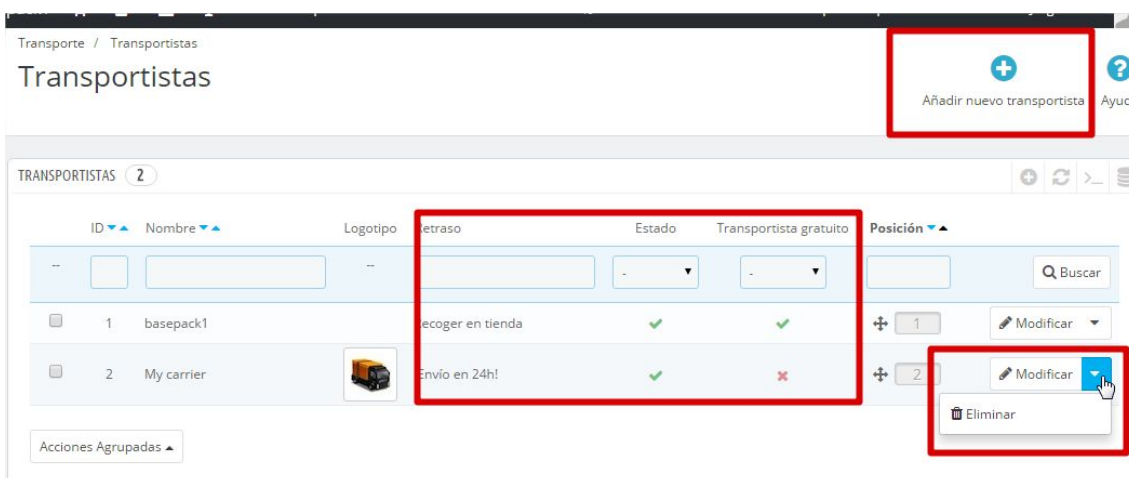 Transporte / Transportistas
Transportistas
Añadir nuevo transportista
TRANSPORTISTAS 2
ID Nombre Logotipo Retraso Estado Transportista gratuito Posición
-- -- - - Buscar
1 basepack1 Recoger en tienda 1 Modificar
2 My carrier ¡Envío en 24h! 2 Modificar
Eliminar
Acciones Agrupadas